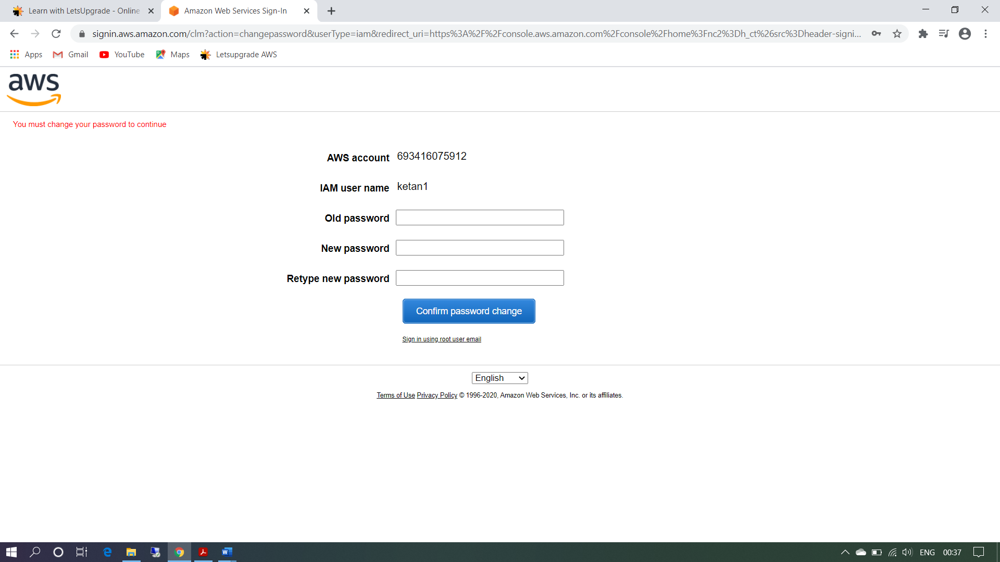 Learn with LetsUpgrade - Online
Amazon Web Services Sign-In
signin.aws.amazon.com/clm?action=changepassword&userType=iam&redirect_uri=https%3A%2F%2Fconsole.aws.amazon.com%2Fconsole%2Fhome%3Fnc2%3Dh_ct%26src%3Dheader-signi...
Apps
Gmail
YouTube
Maps
Letsupgrade AWS
aws
You must change your password to continue
AWS account 693416075912
IAM user name ketan1
Old password
New password
Retype new password
Confirm password change
Sign in using root user email
English
Terms of Use Privacy Policy © 1996-2020, Amazon Web Services, Inc. or its affiliates.
ENG 00:37